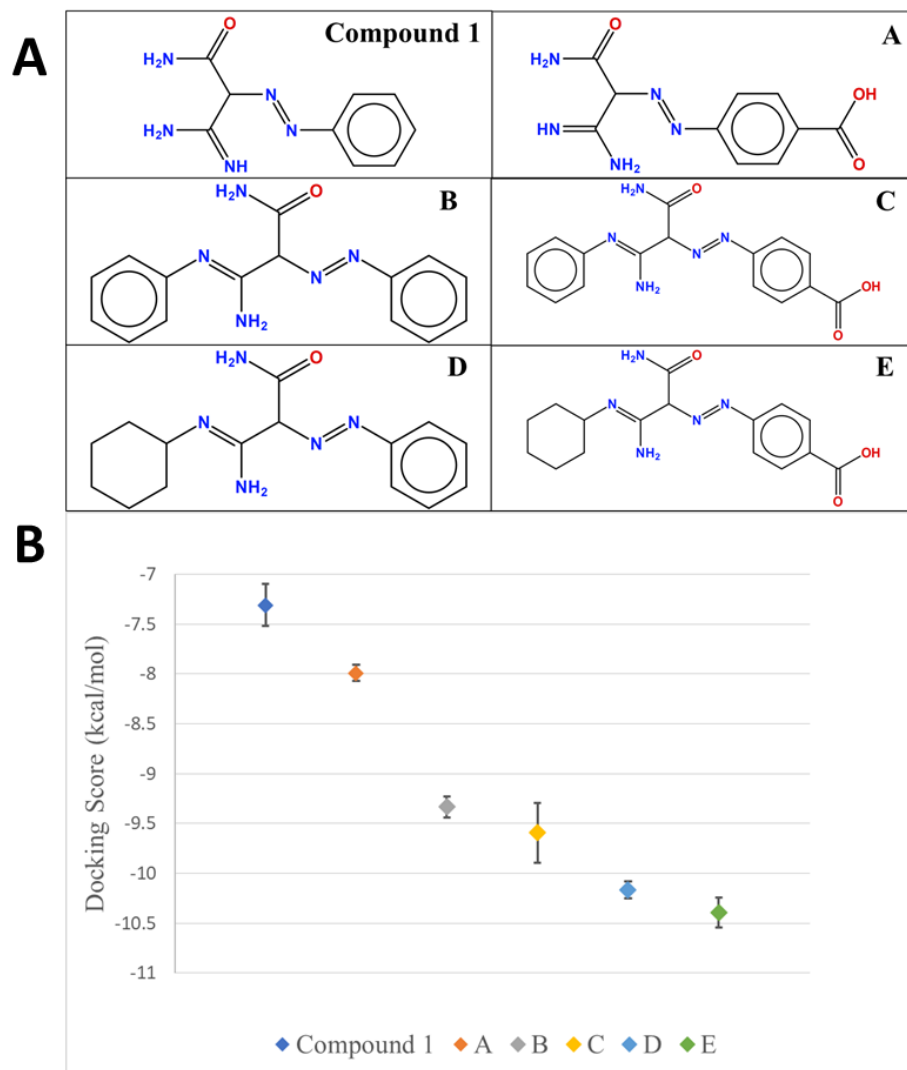 A
Compound 1
O
H₂N
N
N
H₂N
NH
A
O
H₂N
N
N
OH
HN
NH₂
O
B
H₂N
O
N
N
N
NH₂
C
H₂N
O
N
N
N
NH₂
OH
O
D
H₂N
O
N
N
N
NH₂
E
H₂N
O
N
N
N
NH₂
OH
O
B
Docking Score (kcal/mol)
-7
-7.5
-8
-8.5
-9
-9.5
-10
-10.5
-11
Compound 1 A B C D E